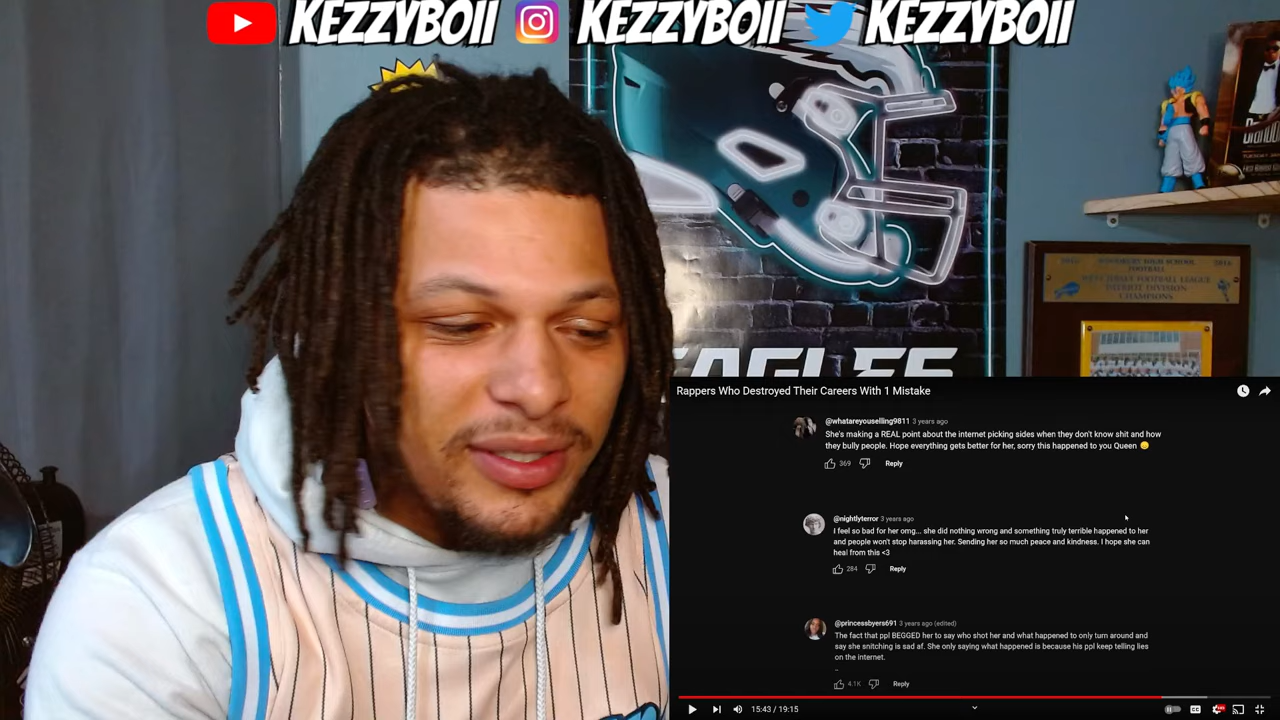 KEZZYBOII KEZZYBOII KEZZYBOII
EAGLES
FOOTBALL
PATRIOT DIVISION
CHAMPIONS
Rappers Who Destroyed Their Careers With 1 Mistake
@whatareyouselling9811 3 years ago
She's making a REAL point about the internet picking sides when they don't know shit and how
they bully people. Hope everything gets better for her, sorry this happened to you Queen 😞
369 Reply
@nightlyterror 3 years ago
I feel so bad for her omg... she did nothing wrong and something truly terrible happened to her
and people won't stop harassing her. Sending her so much peace and kindness. I hope she can
heal from this <3
284 Reply
@princessbyers691 3 years ago (edited)
The fact that ppl BEGGED her to say who shot her and what happened to only turn around and
say she snitching is sad af. She only saying what happened is because his ppl keep telling lies
on the internet.
4.1K Reply
15:43 / 19:15